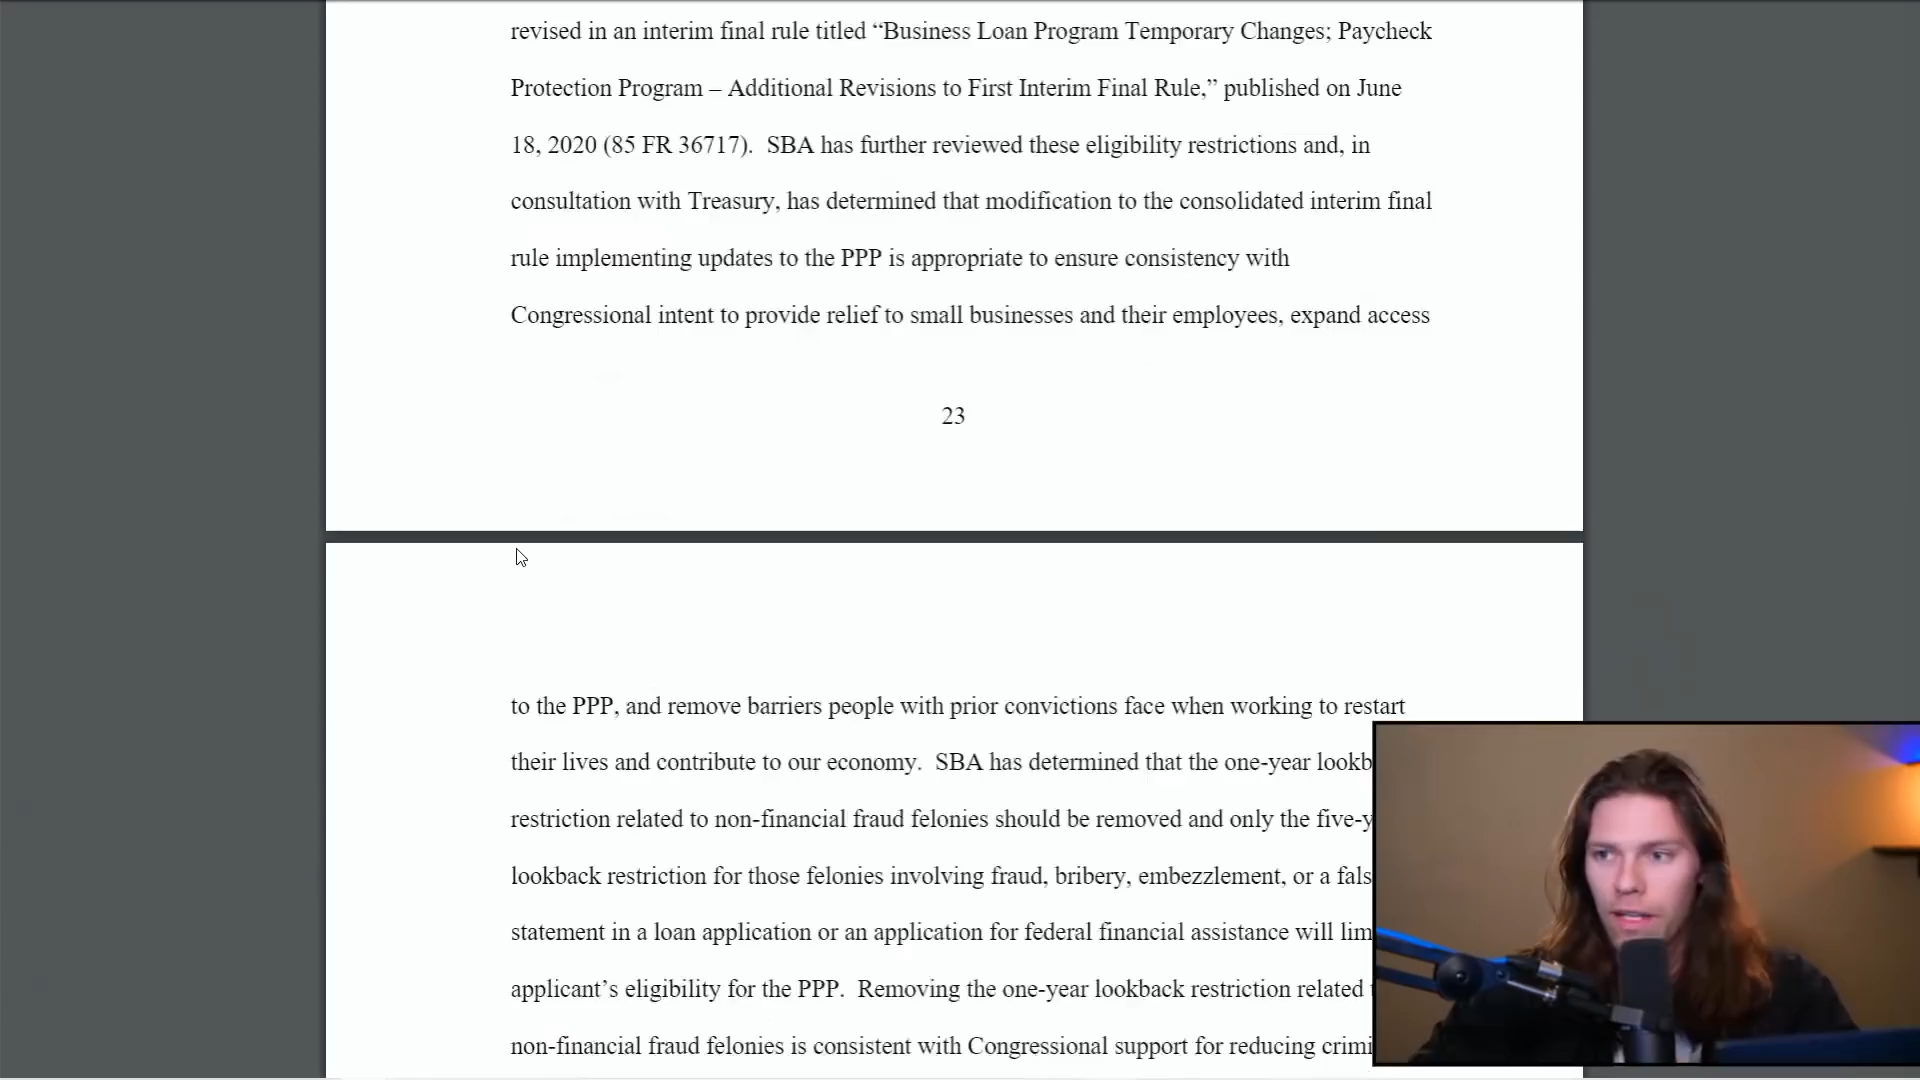 revised in an interim final rule titled “Business Loan Program Temporary Changes; Paycheck
Protection Program – Additional Revisions to First Interim Final Rule,” published on June
18, 2020 (85 FR 36717).  SBA has further reviewed these eligibility restrictions and, in
consultation with Treasury, has determined that modification to the consolidated interim final
rule implementing updates to the PPP is appropriate to ensure consistency with
Congressional intent to provide relief to small businesses and their employees, expand access
23
to the PPP, and remove barriers people with prior convictions face when working to restart
their lives and contribute to our economy.  SBA has determined that the one-year
restriction related to non-financial fraud felonies should be removed and only the
lookback restriction for those felonies involving fraud, bribery, embezzlement, or a
statement in a loan application or an application for federal financial assistance will
applicant’s eligibility for the PPP.  Removing the one-year lookback restriction related
non-financial fraud felonies is consistent with Congressional support for reducing